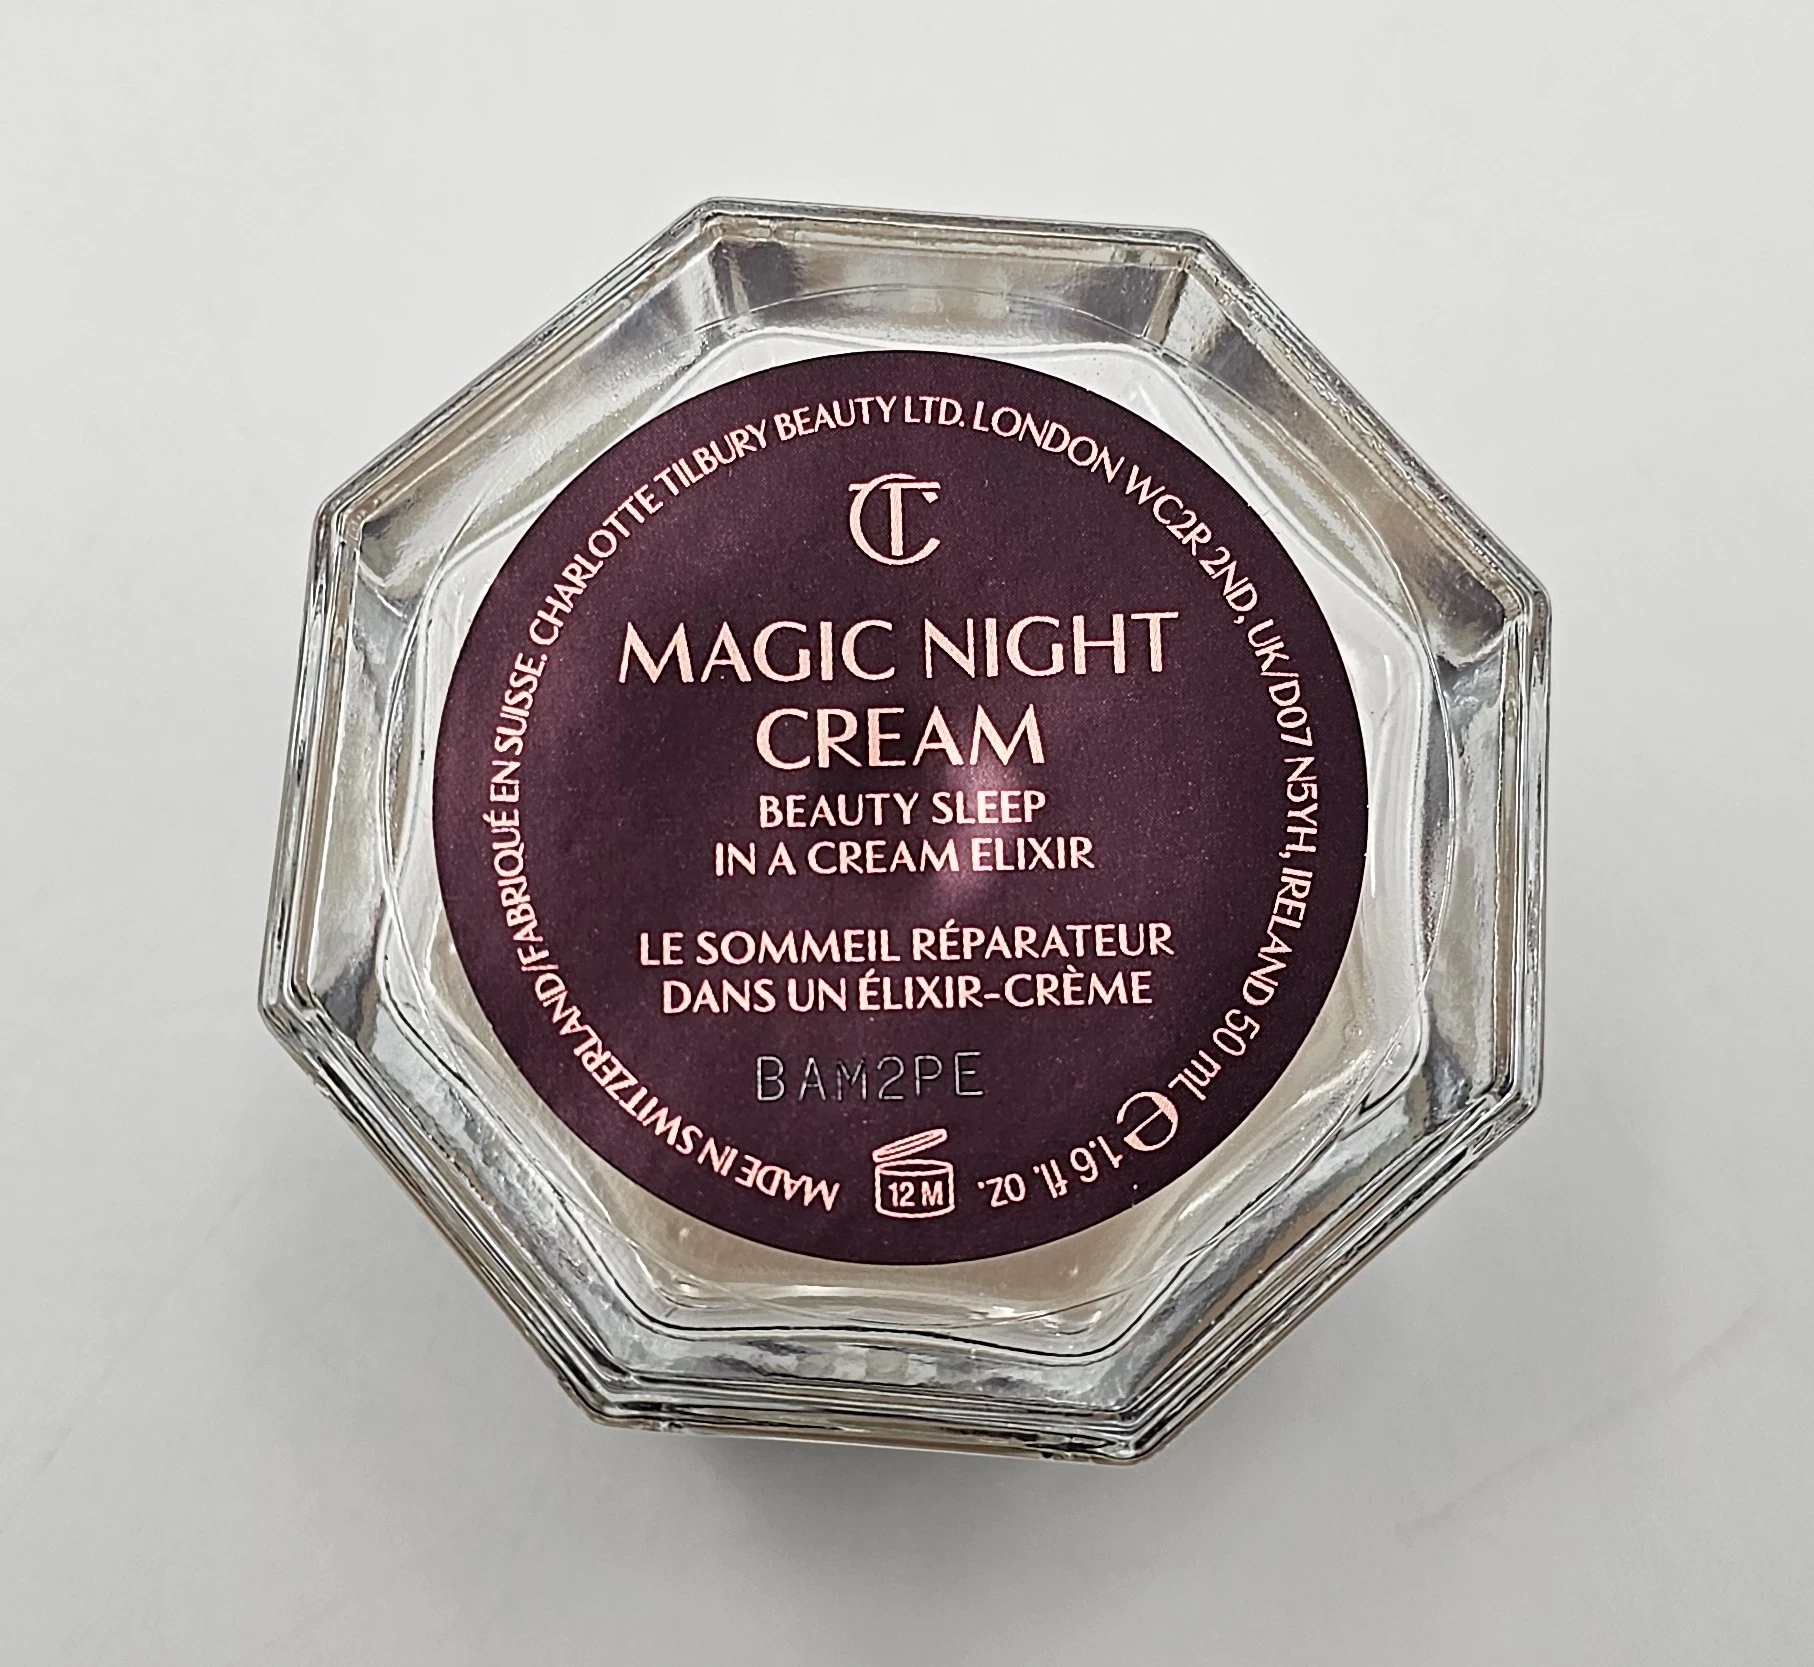 CT
MAGIC NIGHT
CREAM
BEAUTY SLEEP
IN A CREAM ELIXIR
LE SOMMEIL RÉPARATEUR
DANS UN ÉLIXIR-CRÈME
BAM2PE
12 M
MADE IN SWITZERLAND/FABRIQUÉ EN SUISSE. CHARLOTTE TILBURY BEAUTY LTD. LONDON WC2R 2ND, UK/D07 N5YH, IRELAND 50 mL e 1.6 fl. oz.